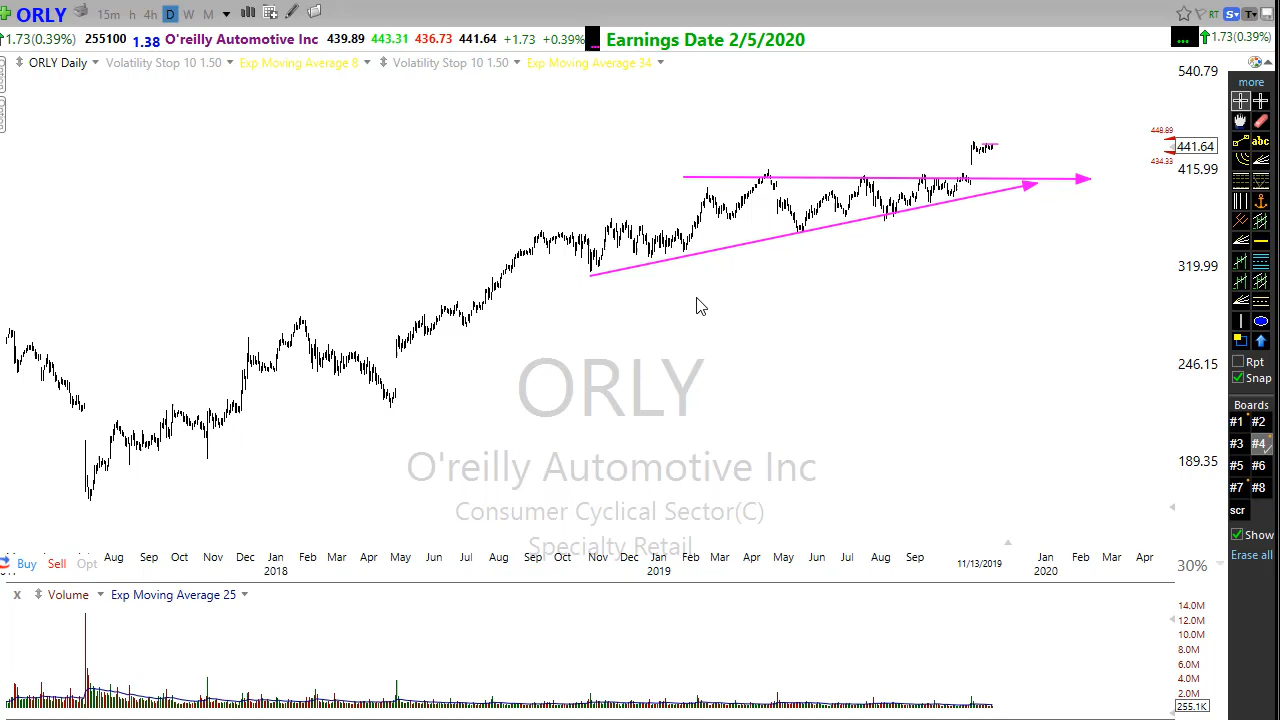 ORLY 15m h 4h D W M RT S T
1.73(0.39%) 255100 1.38 O'reilly Automotive Inc 439.89 443.31 436.73 441.64 +1.73 +0.39% ... Earnings Date 2/5/2020 ... 1.73(0.39%)
ORLY Daily Volatility Stop 10 1.50 Exp Moving Average 8 Volatility Stop 10 1.50 Exp Moving Average 34
540.79
more
abc
448.89
441.64
434.33
415.99
319.99
246.15
189.35
ORLY
O'reilly Automotive Inc
Consumer Cyclical Sector(C)
Specialty Retail
Rpt
Snap
Boards
#1 #2
#3 #4
#5 #6
#7 #8
scr
Show
Erase all
Aug Sep Oct Nov Dec Jan Feb Mar Apr May Jun Jul Aug Sep Oct Nov Dec Jan Feb Mar Apr May Jun Jul Aug Sep 11/13/2019 Jan Feb Mar Apr
2018 2019 2020
Buy Sell Opt 30%
X Volume Exp Moving Average 25
14.0M
12.0M
10.0M
8.0M
6.0M
4.0M
2.0M
255.1K